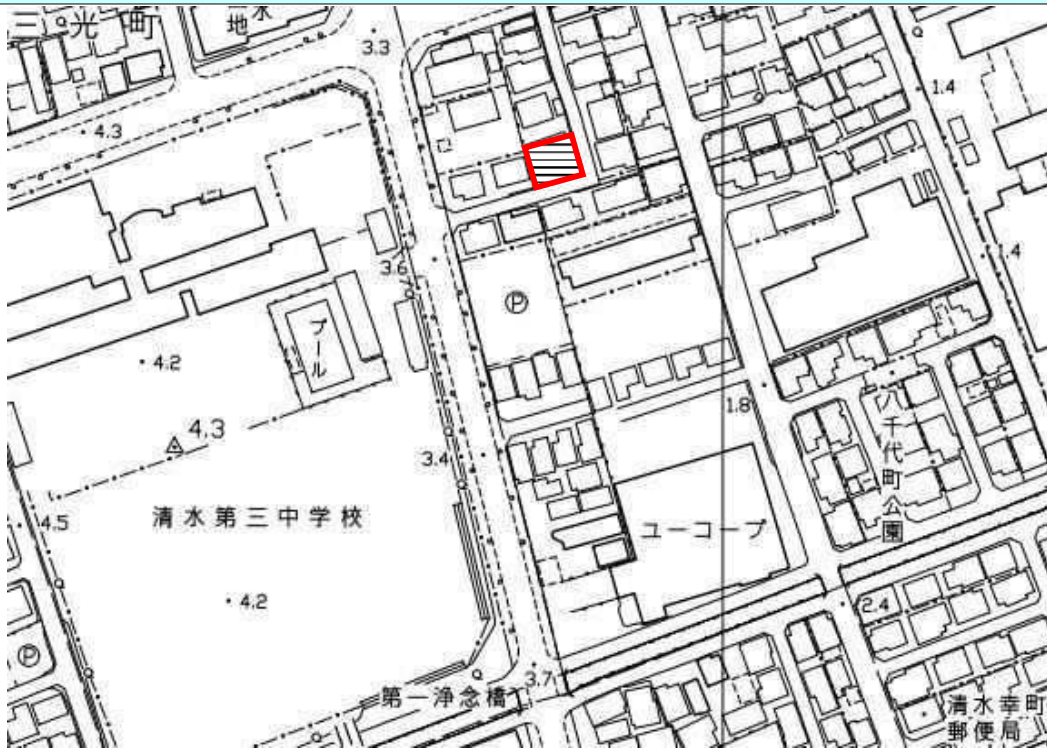 三光町
水
地
3.3
4.3
1.4
3.6
1.4
プール
4.2
1.8
4.3
3.4
八千代町公園
4.5
清水第三中学校
ユーコープ
4.2
2.4
P
P
3.7
第一浄念橋
清水幸町
郵便局